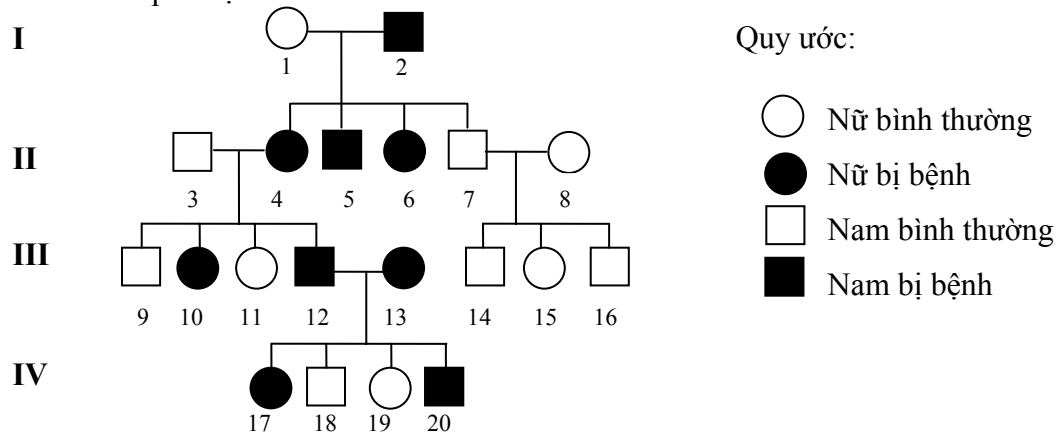 I
1 2
Quy ước:
Nữ bình thường
II
3 4 5 6 7 8
Nữ bị bệnh
Nam bình thường
III
Nam bị bệnh
9 10 11 12 13 14 15 16
IV
17 18 19 20